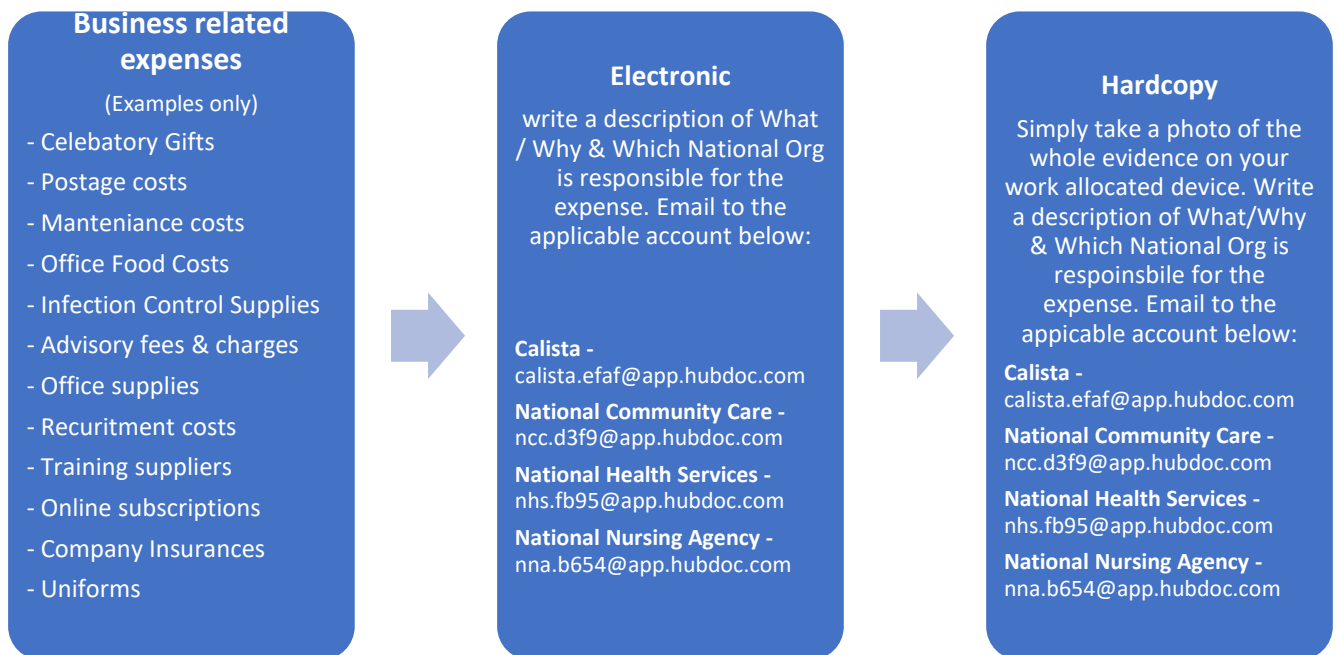 Business related
expenses
(Examples only)
- Celebatory Gifts
- Postage costs
- Manteniance costs
- Office Food Costs
- Infection Control Supplies
- Advisory fees & charges
- Office supplies
- Recuritment costs
- Training suppliers
- Online subscriptions
- Company Insurances
- Uniforms
Electronic
write a description of What
/ Why & Which National Org
is responsible for the
expense. Email to the
applicable account below:
Calista -
calista.efaf@app.hubdoc.com
National Community Care -
ncc.d3f9@app.hubdoc.com
National Health Services -
nhs.fb95@app.hubdoc.com
National Nursing Agency -
nna.b654@app.hubdoc.com
Hardcopy
Simply take a photo of the
whole evidence on your
work allocated device. Write
a description of What/Why
& Which National Org is
respoinsbile for the
expense. Email to the
appicable account below:
Calista -
calista.efaf@app.hubdoc.com
National Community Care -
ncc.d3f9@app.hubdoc.com
National Health Services -
nhs.fb95@app.hubdoc.com
National Nursing Agency -
nna.b654@app.hubdoc.com